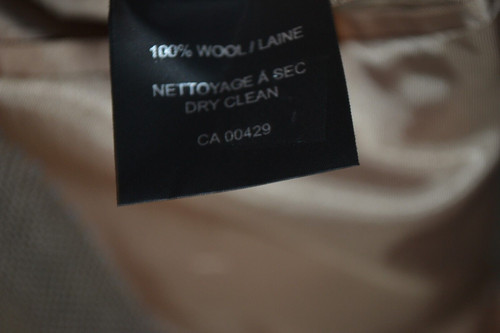 100% WOOL / LAINE
NETTOYAGE À SEC
DRY CLEAN
CA 00429